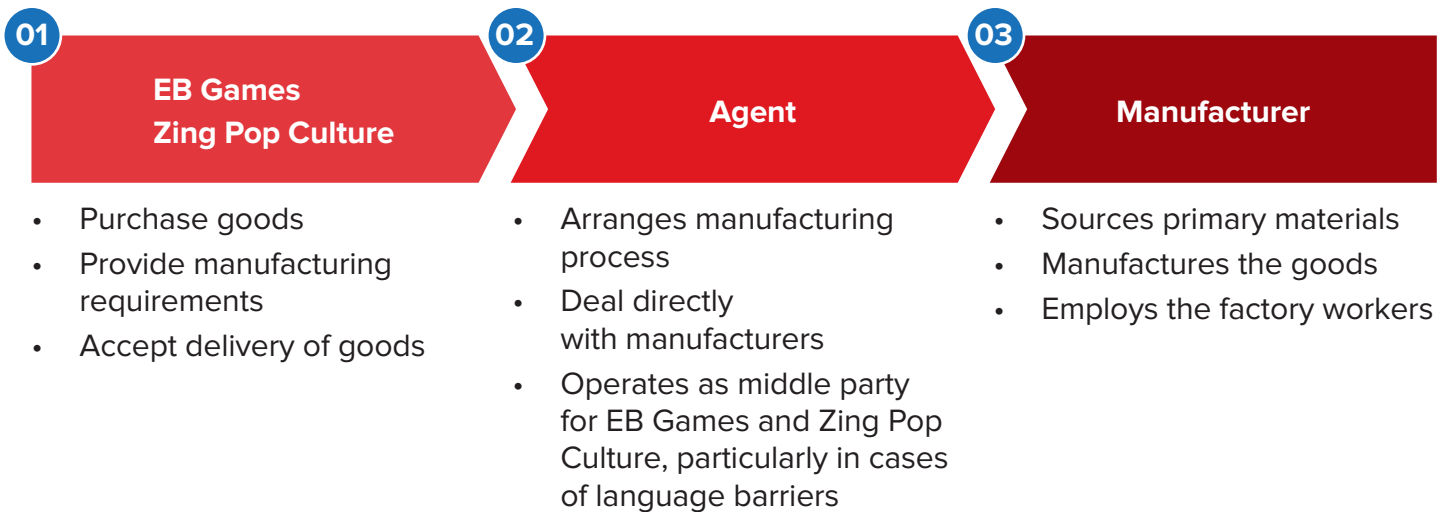 01
EB Games
Zing Pop Culture
• Purchase goods
• Provide manufacturing
requirements
• Accept delivery of goods
02
Agent
• Arranges manufacturing
process
• Deal directly
with manufacturers
• Operates as middle party
for EB Games and Zing Pop
Culture, particularly in cases
of language barriers
03
Manufacturer
• Sources primary materials
• Manufactures the goods
• Employs the factory workers